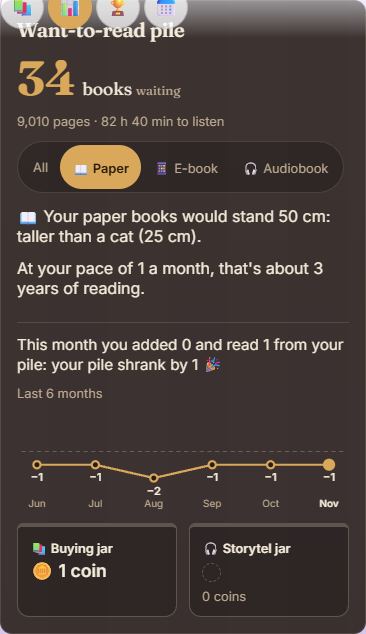 Want-to-read pile
34 books waiting
9,010 pages · 82 h 40 min to listen
All Paper E-book Audiobook
Your paper books would stand 50 cm:
taller than a cat (25 cm).
At your pace of 1 a month, that's about 3
years of reading.
This month you added 0 and read 1 from your
pile: your pile shrank by 1
Last 6 months
−1 −1 −2 −1 −1 −1
Jun Jul Aug Sep Oct Nov
Buying jar
1 coin
Storytel jar
0 coins